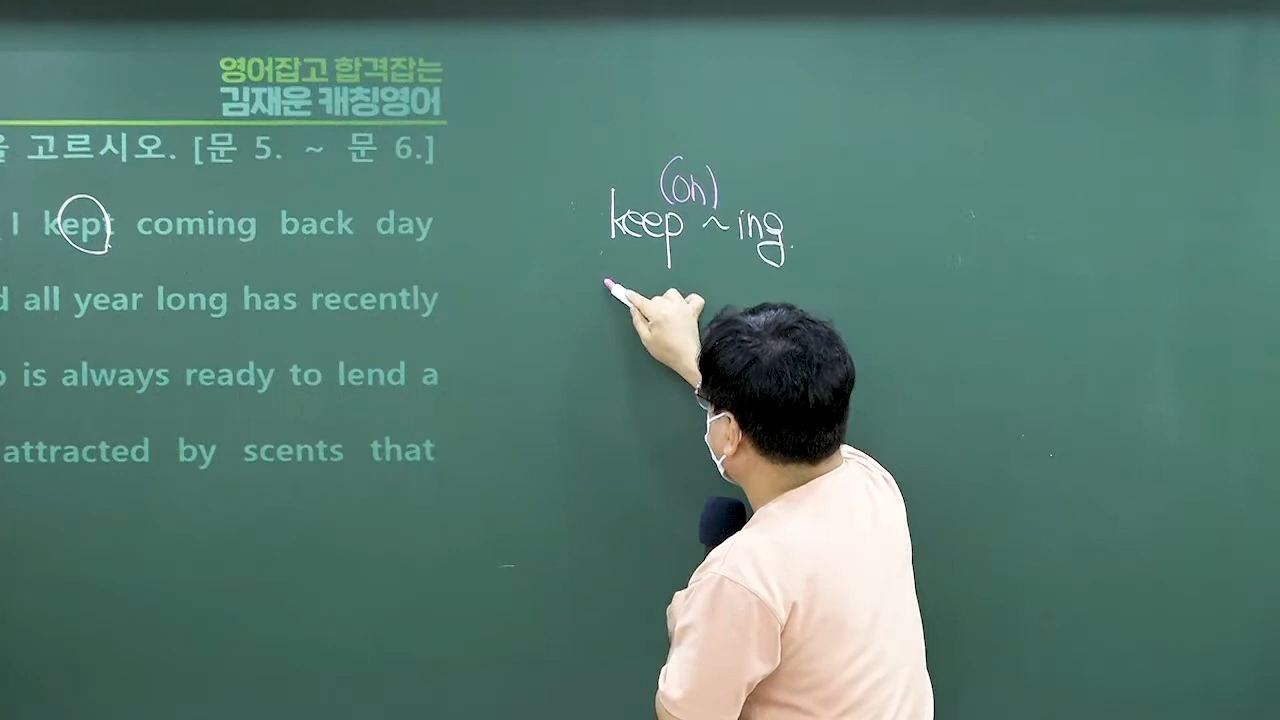 영어잡고 합격잡는
김재운 캐칭영어
고르시오. [문 5. ~ 문 6.]
I kept coming back day
all year long has recently
is always ready to lend a
attracted by scents that
(on)
keep ~ing.